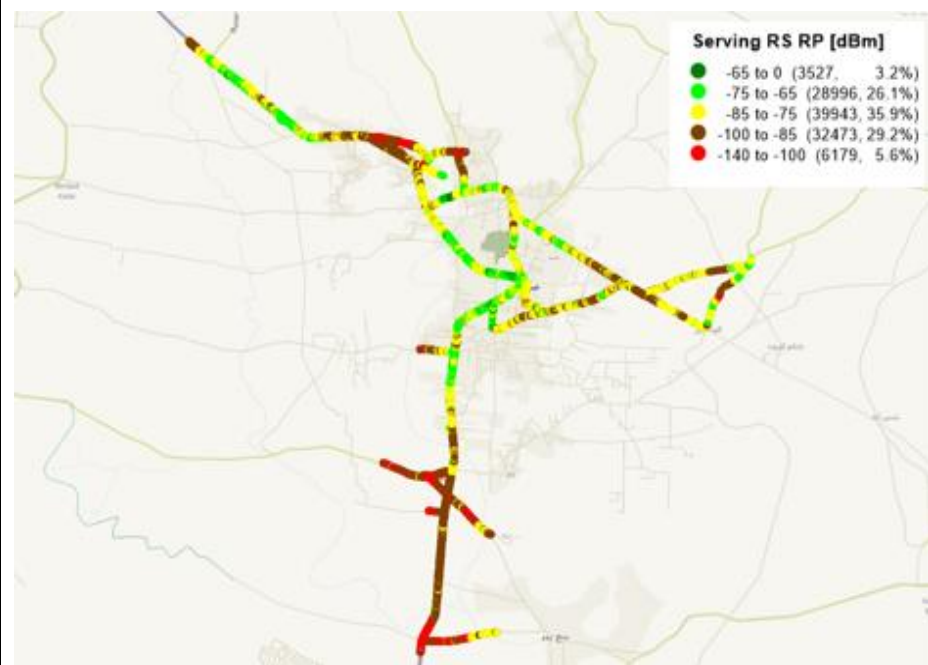 Serving RS RP [dBm]
-65 to 0 (3527, 3.2%)
-75 to -65 (28996, 26.1%)
-85 to -75 (39943, 35.9%)
-100 to -85 (32473, 29.2%)
-140 to -100 (6179, 5.6%)